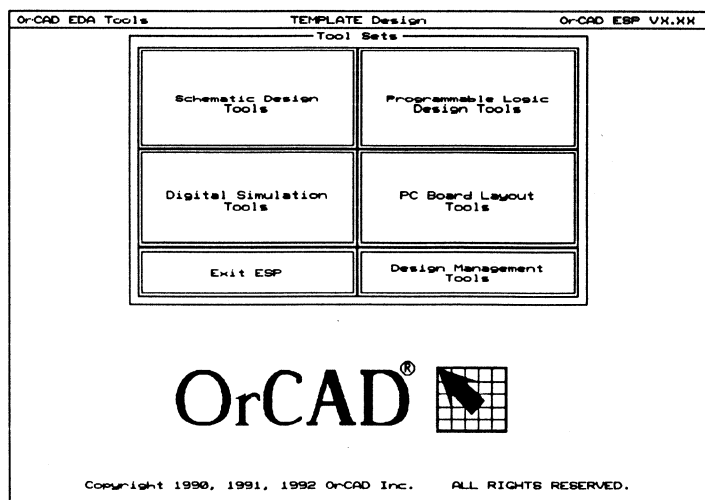 OrCAD EDA Tools TEMPLATE Design OrCAD ESP VX.XX
Tool Sets
Schematic Design
Tools
Programmable Logic
Design Tools
Digital Simulation
Tools
PC Board Layout
Tools
Exit ESP
Design Management
Tools
OrCAD®
Copyright 1990, 1991, 1992 OrCAD Inc. ALL RIGHTS RESERVED.